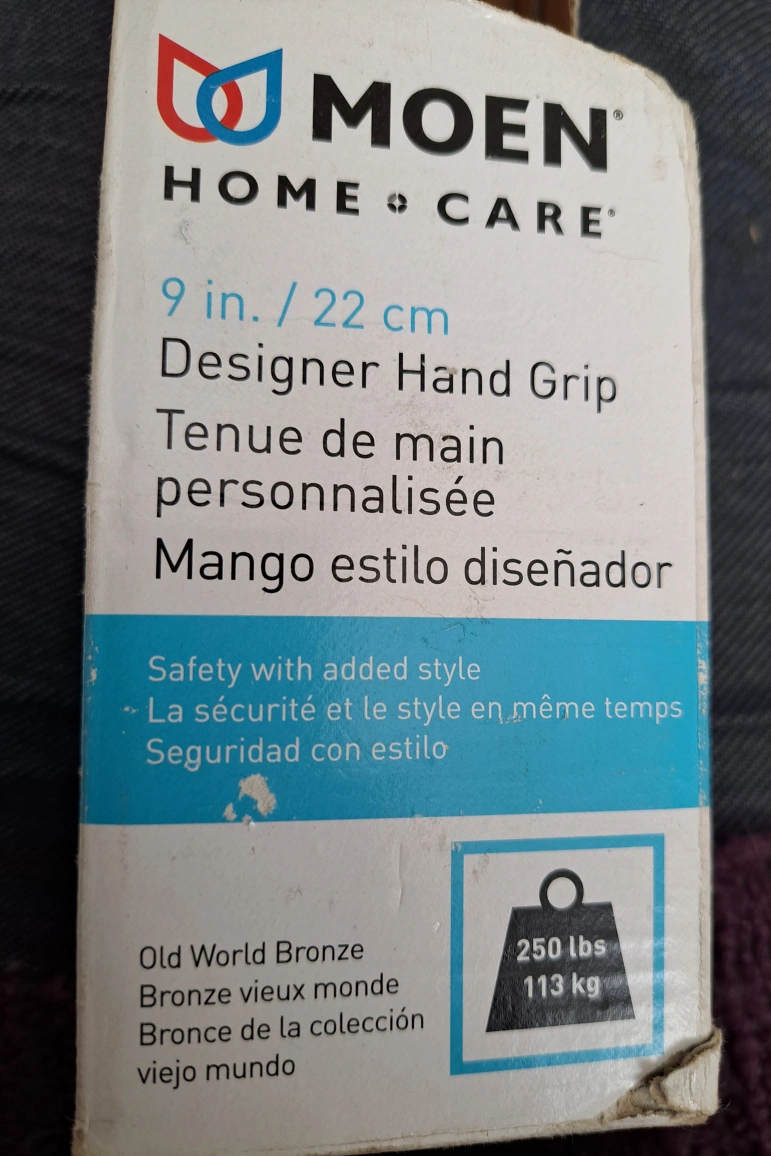 MOEN®
HOME CARE®
9 in. / 22 cm
Designer Hand Grip
Tenue de main
personnalisée
Mango estilo diseñador
Safety with added style
La sécurité et le style en même temps
Seguridad con estilo
Old World Bronze
Bronze vieux monde
Bronce de la colección
viejo mundo
250 lbs
113 kg